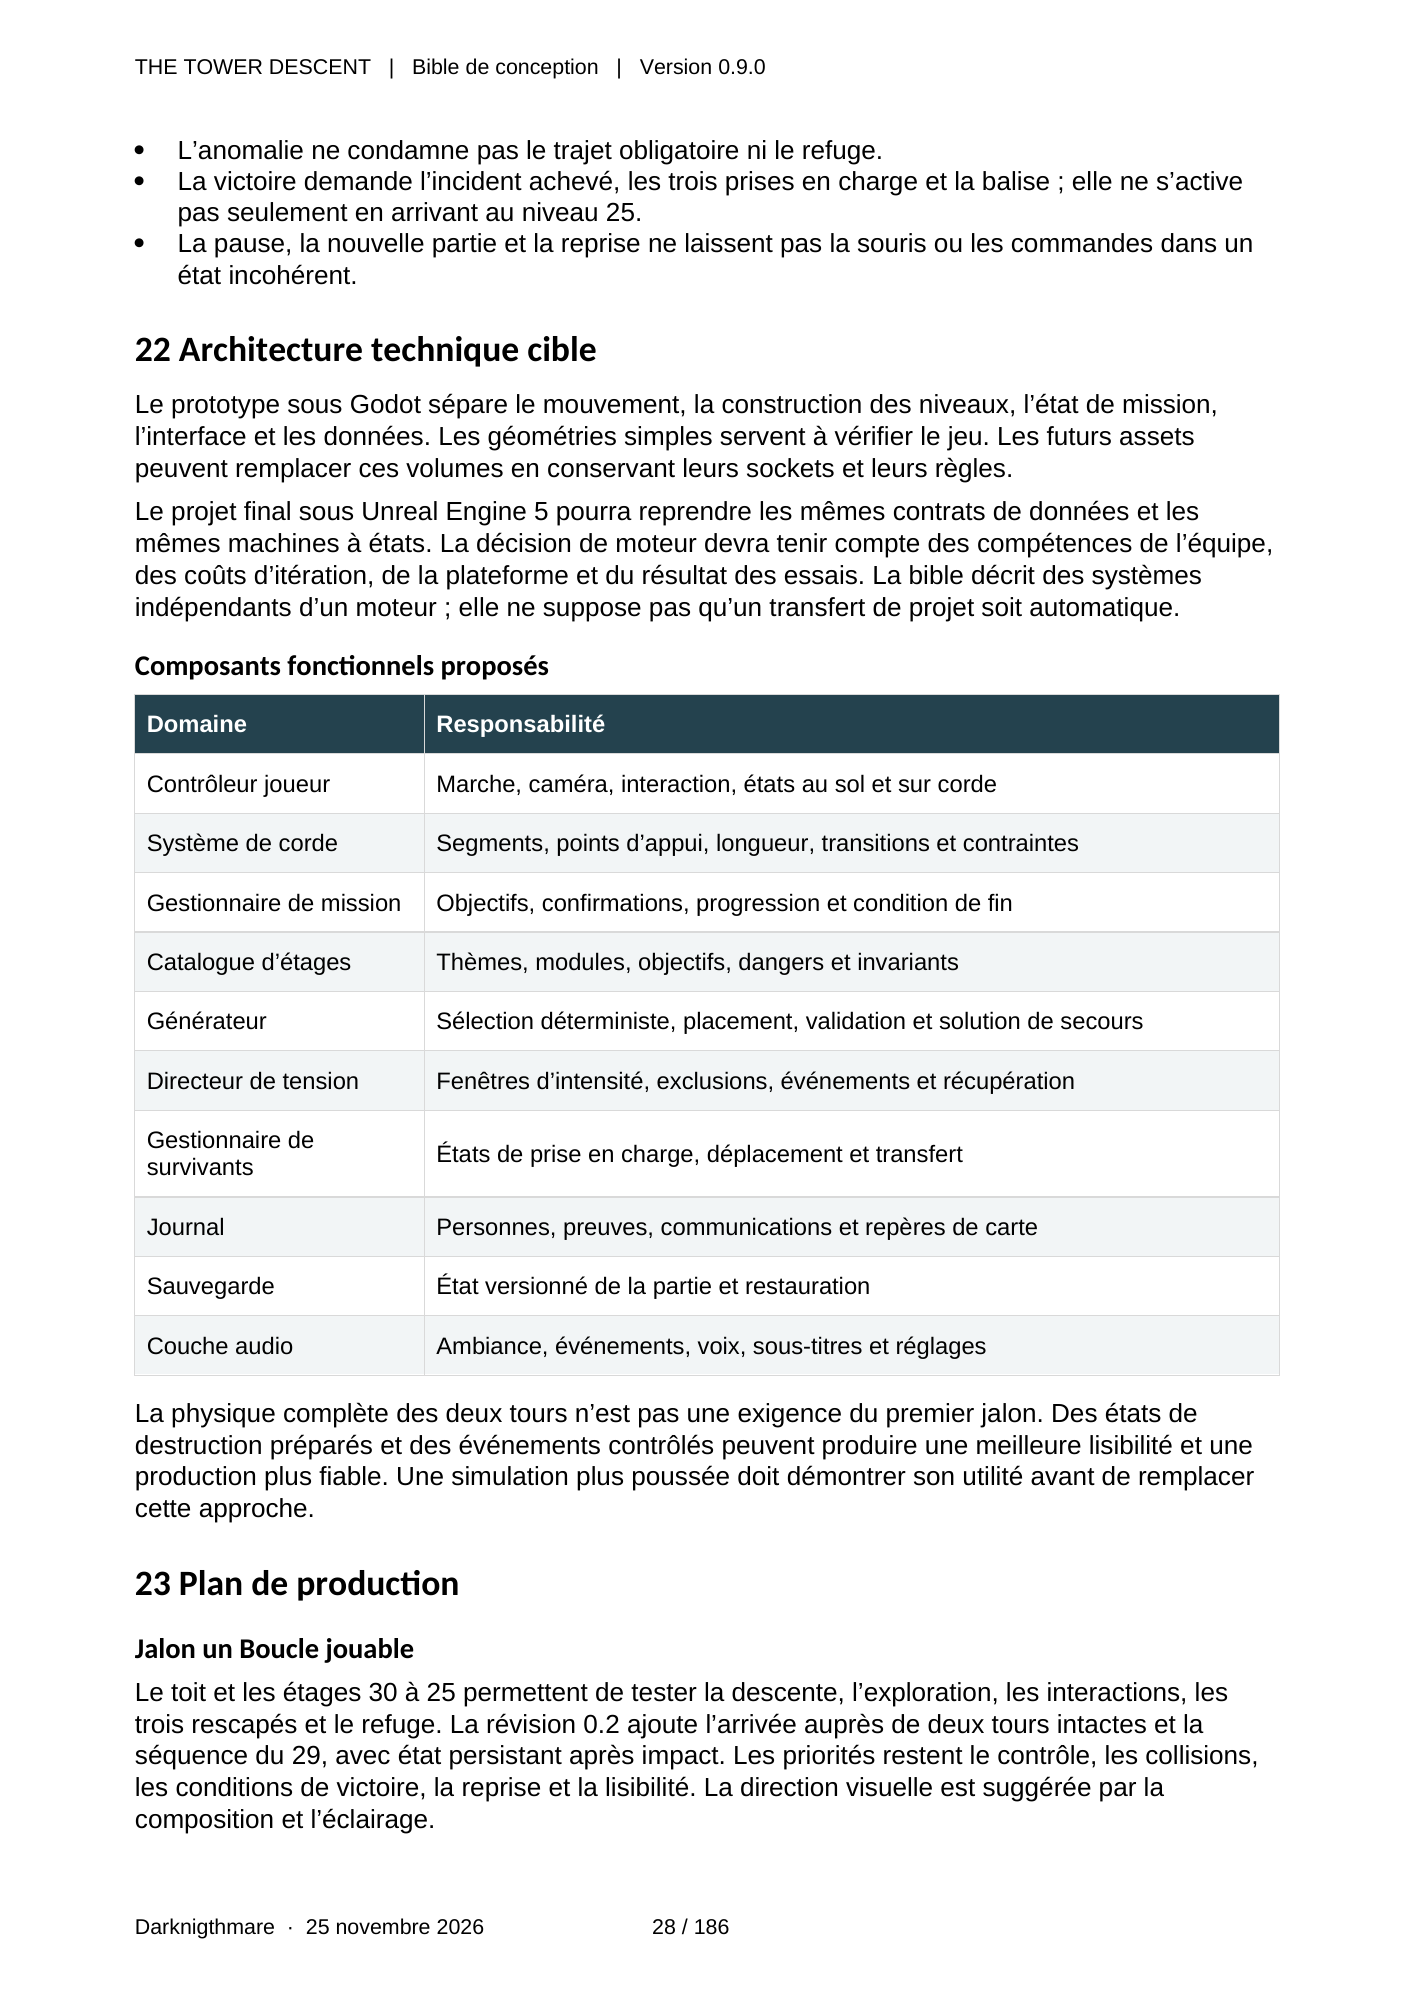 THE TOWER DESCENT | Bible de conception | Version 0.9.0
• L’anomalie ne condamne pas le trajet obligatoire ni le refuge.
• La victoire demande l’incident achevé, les trois prises en charge et la balise ; elle ne s’active
pas seulement en arrivant au niveau 25.
• La pause, la nouvelle partie et la reprise ne laissent pas la souris ou les commandes dans un
état incohérent.
22 Architecture technique cible
Le prototype sous Godot sépare le mouvement, la construction des niveaux, l’état de mission,
l’interface et les données. Les géométries simples servent à vérifier le jeu. Les futurs assets
peuvent remplacer ces volumes en conservant leurs sockets et leurs règles.
Le projet final sous Unreal Engine 5 pourra reprendre les mêmes contrats de données et les
mêmes machines à états. La décision de moteur devra tenir compte des compétences de l’équipe,
des coûts d’itération, de la plateforme et du résultat des essais. La bible décrit des systèmes
indépendants d’un moteur ; elle ne suppose pas qu’un transfert de projet soit automatique.
Composants fonctionnels proposés
Domaine Responsabilité
Contrôleur joueur Marche, caméra, interaction, états au sol et sur corde
Système de corde Segments, points d’appui, longueur, transitions et contraintes
Gestionnaire de mission Objectifs, confirmations, progression et condition de fin
Catalogue d’étages Thèmes, modules, objectifs, dangers et invariants
Générateur Sélection déterministe, placement, validation et solution de secours
Directeur de tension Fenêtres d’intensité, exclusions, événements et récupération
Gestionnaire de
survivants États de prise en charge, déplacement et transfert
Journal Personnes, preuves, communications et repères de carte
Sauvegarde État versionné de la partie et restauration
Couche audio Ambiance, événements, voix, sous-titres et réglages
La physique complète des deux tours n’est pas une exigence du premier jalon. Des états de
destruction préparés et des événements contrôlés peuvent produire une meilleure lisibilité et une
production plus fiable. Une simulation plus poussée doit démontrer son utilité avant de remplacer
cette approche.
23 Plan de production
Jalon un Boucle jouable
Le toit et les étages 30 à 25 permettent de tester la descente, l’exploration, les interactions, les
trois rescapés et le refuge. La révision 0.2 ajoute l’arrivée auprès de deux tours intactes et la
séquence du 29, avec état persistant après impact. Les priorités restent le contrôle, les collisions,
les conditions de victoire, la reprise et la lisibilité. La direction visuelle est suggérée par la
composition et l’éclairage.
Darknigthmare · 25 novembre 2026 28 / 186